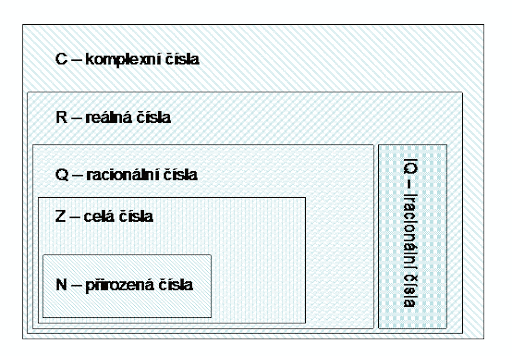 C – komplexní čísla
R – reálná čísla
Q – racionální čísla
Z – celá čísla
N – přirozená čísla
IQ – iracionální čísla